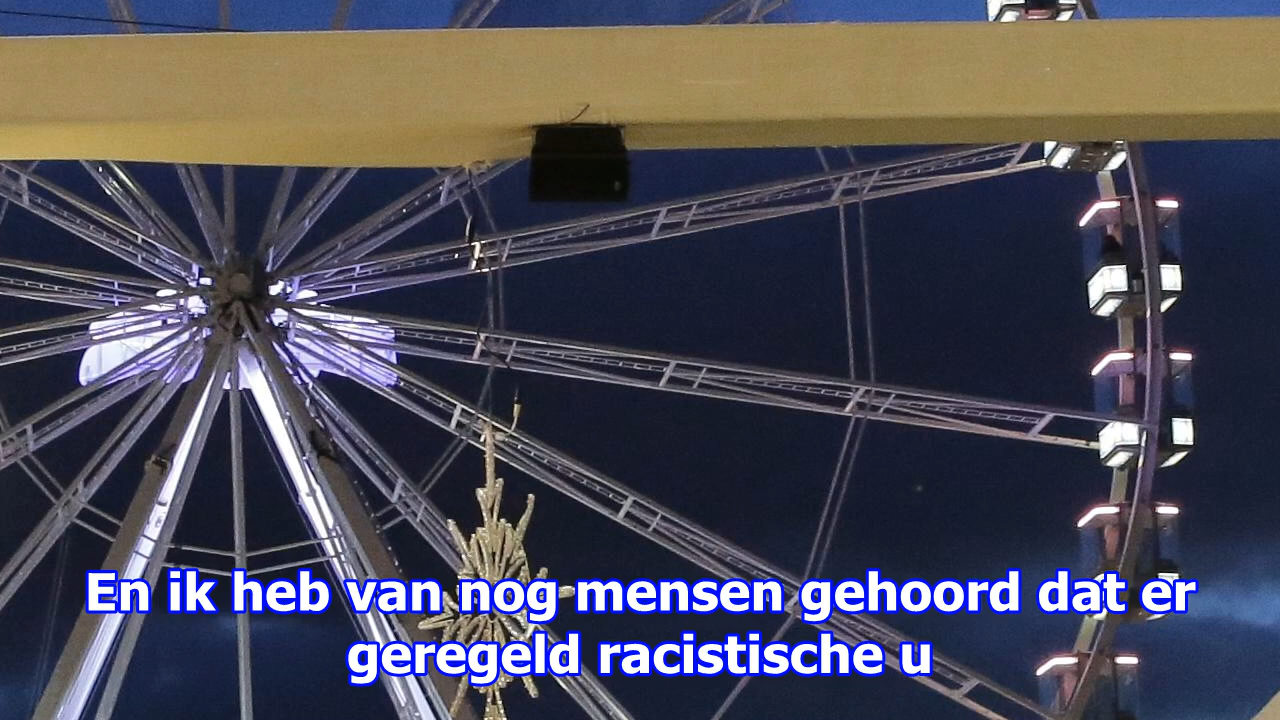 En ik heb van nog mensen gehoord dat er
geregeld racistische u